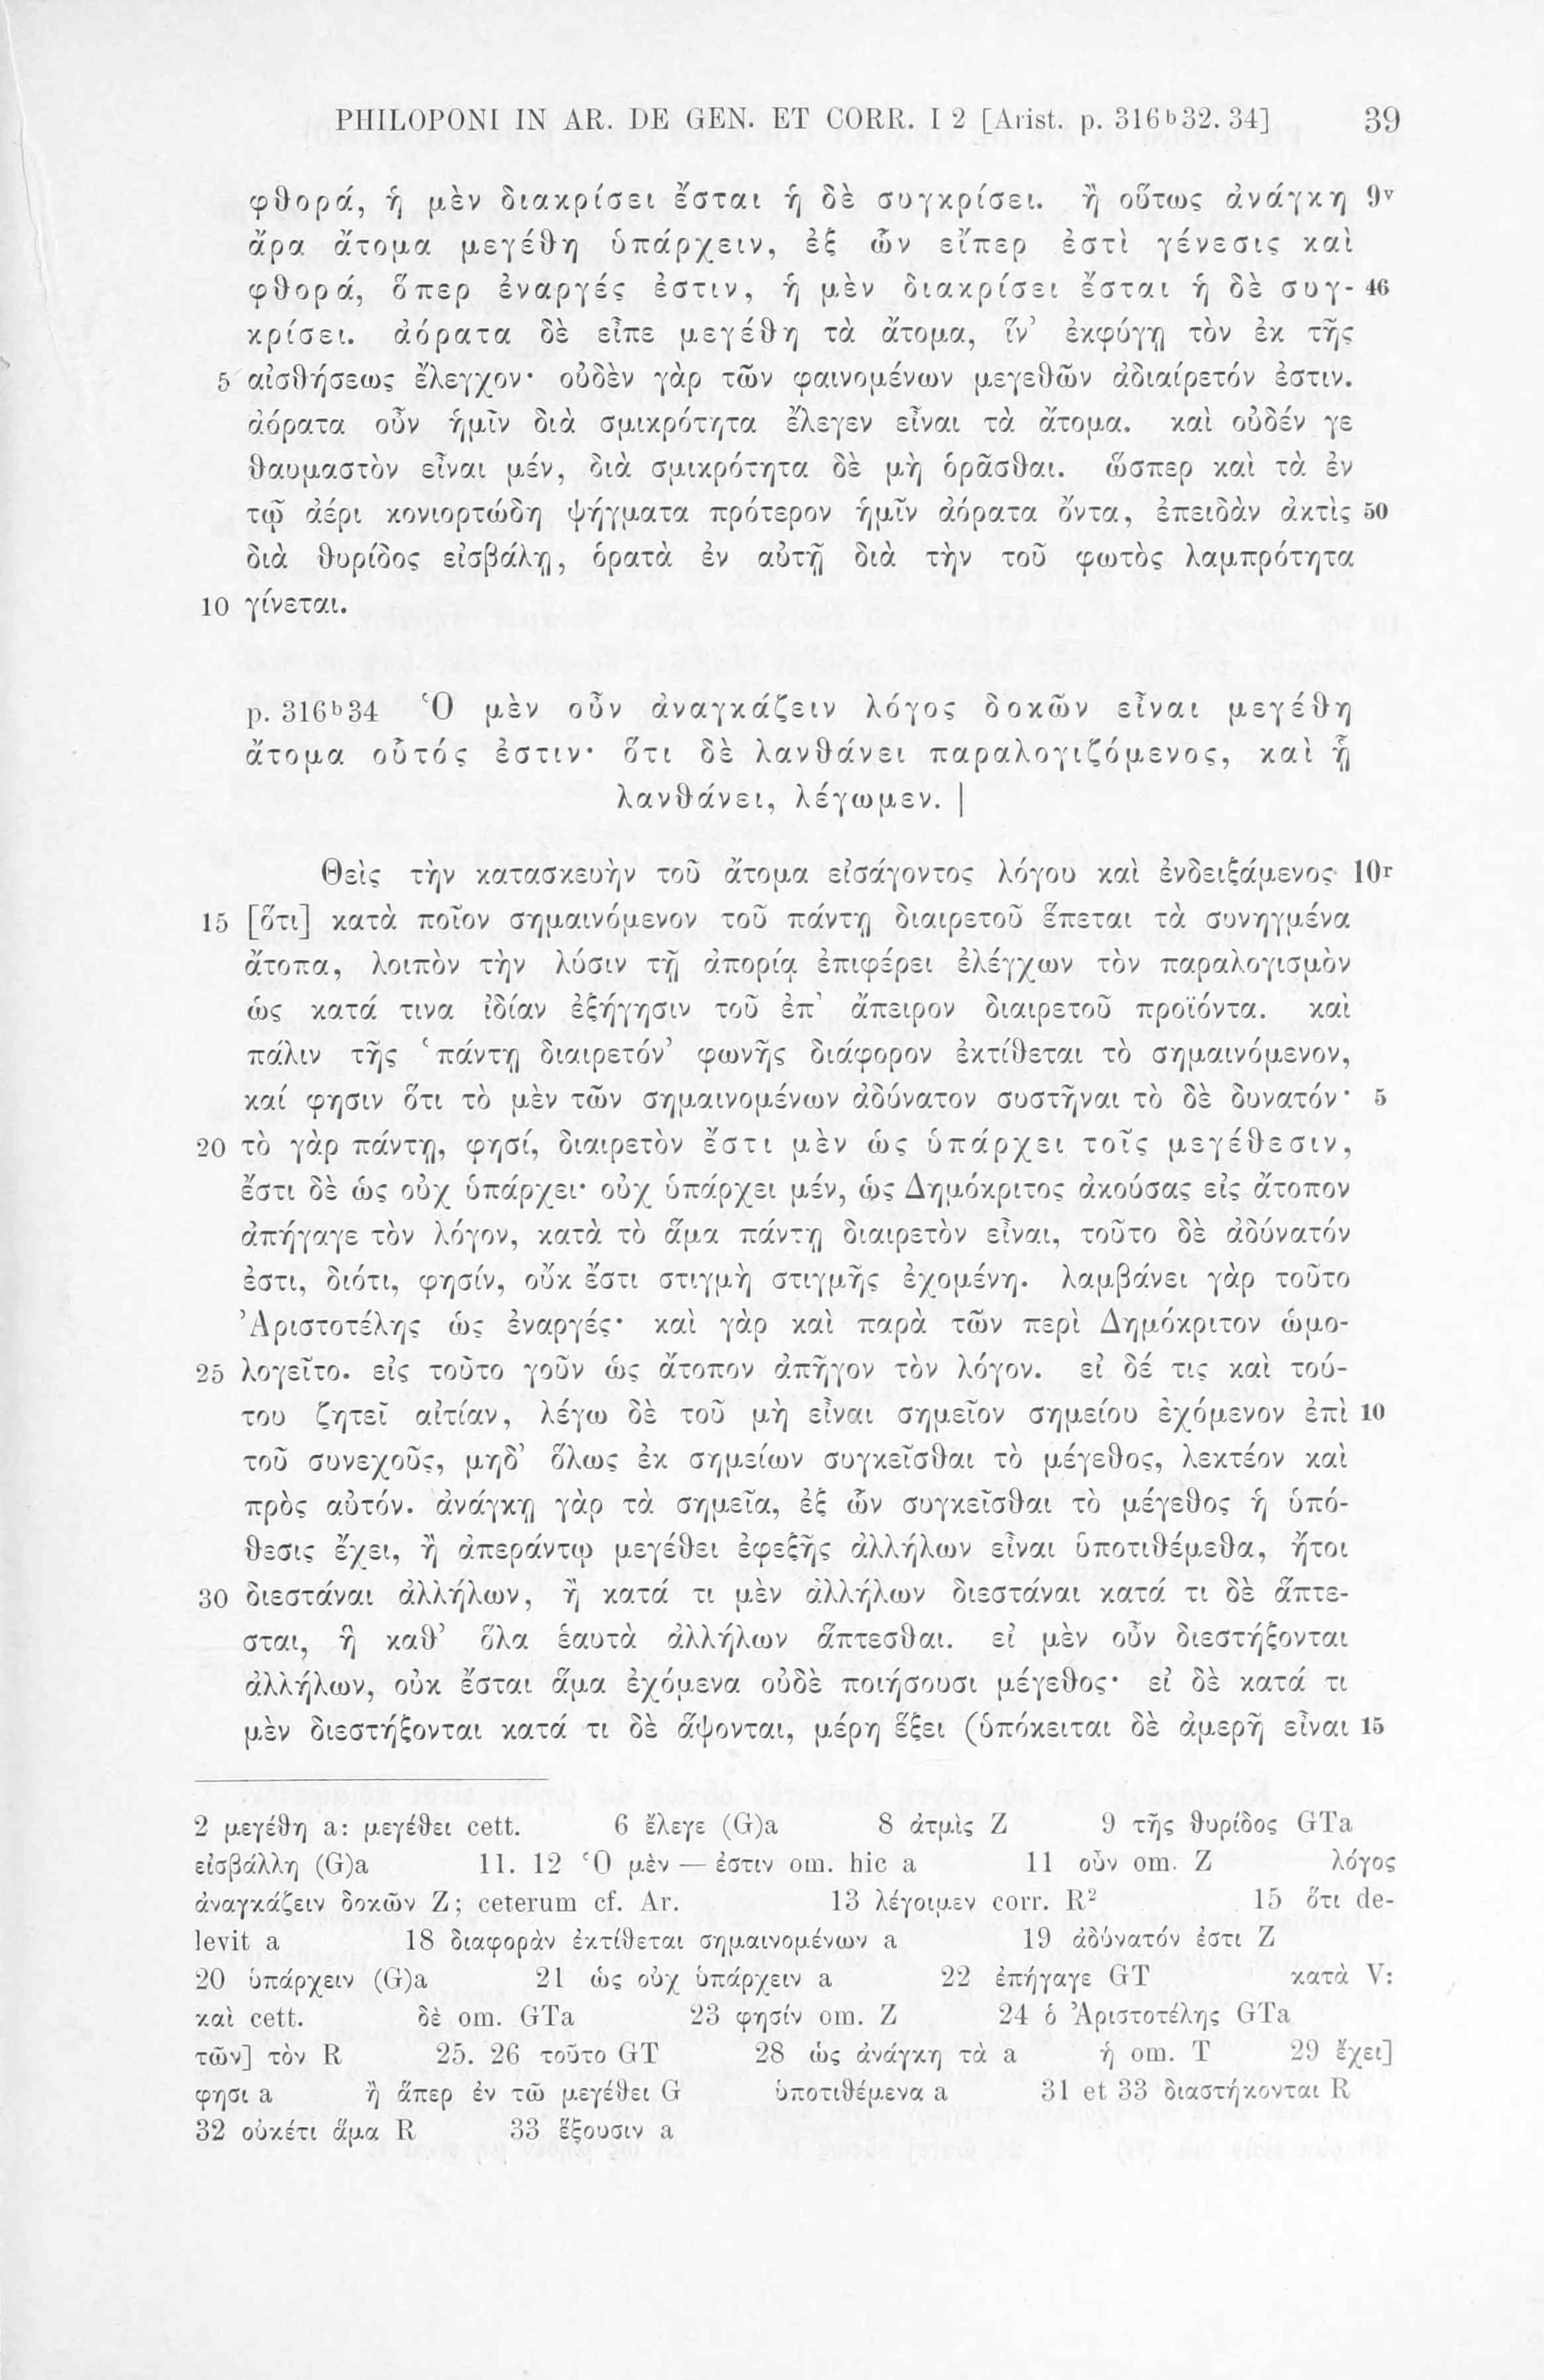 PHILOPONI IN AR. DE GEN. ET CORR. I 2 [Arist. p. 316ᵇ32. 34] 39
φθορά, ἡ μὲν διακρίσει ἔσται ἡ δὲ συγκρίσει. ἢ οὕτως ἀνάγκη 9ᵛ
ἄρα ἄτομα μεγέθη ὑπάρχειν, ἐξ ὧν εἴπερ ἐστὶ γένεσις καὶ
φθορά, ὅπερ ἐναργές ἐστιν, ἡ μὲν διακρίσει ἔσται ἡ δὲ συγ- 46
κρίσει. ἀόρατα δὲ εἶπε μεγέθη τὰ ἄτομα, ἵν’ ἐκφύγῃ τὸν ἐκ τῆς
5 αἰσθήσεως ἔλεγχον· οὐδὲν γὰρ τῶν φαινομένων μεγεθῶν ἀδιαίρετόν ἐστιν.
ἀόρατα οὖν ἡμῖν διὰ σμικρότητα ἔλεγεν εἶναι τὰ ἄτομα. καὶ οὐδέν γε
θαυμαστὸν εἶναι μέν, διὰ σμικρότητα δὲ μὴ ὁρᾶσθαι. ὥσπερ καὶ τὰ ἐν
τῷ ἀέρι κονιορτώδη ψήγματα πρότερον ἡμῖν ἀόρατα ὄντα, ἐπειδὰν ἀκτὶς 50
διὰ θυρίδος εἰσβάλῃ, ὁρατὰ ἐν αὐτῇ διὰ τὴν τοῦ φωτὸς λαμπρότητα
10 γίνεται.
p. 316ᵇ34 Ὁ μὲν οὖν ἀναγκάζειν λόγος δοκῶν εἶναι μεγέθη
ἄτομα οὗτός ἐστιν· ὅτι δὲ λανθάνει παραλογιζόμενος, καὶ ᾗ
λανθάνει, λέγωμεν. |
Θεὶς τὴν κατασκευὴν τοῦ ἄτομα εἰσάγοντος λόγου καὶ ἐνδειξάμενος 10ʳ
15 [ὅτι] κατὰ ποῖον σημαινόμενον τοῦ πάντῃ διαιρετοῦ ἕπεται τὰ συνηγμένα
ἄτοπα, λοιπὸν τὴν λύσιν τῇ ἀπορίᾳ ἐπιφέρει ἐλέγχων τὸν παραλογισμὸν
ὡς κατά τινα ἰδίαν ἐξήγησιν τοῦ ἐπ’ ἄπειρον διαιρετοῦ προϊόντα. καὶ
πάλιν τῆς ‘πάντῃ διαιρετόν’ φωνῆς διάφορον ἐκτίθεται τὸ σημαινόμενον,
καί φησιν ὅτι τὸ μὲν τῶν σημαινομένων ἀδύνατον συστῆναι τὸ δὲ δυνατόν· 5
20 τὸ γὰρ πάντῃ, φησί, διαιρετὸν ἔστι μὲν ὡς ὑπάρχει τοῖς μεγέθεσιν,
ἔστι δὲ ὡς οὐχ ὑπάρχει· οὐχ ὑπάρχει μέν, ὡς Δημόκριτος ἀκούσας εἰς ἄτοπον
ἀπήγαγε τὸν λόγον, κατὰ τὸ ἅμα πάντῃ διαιρετὸν εἶναι, τοῦτο δὲ ἀδύνατόν
ἐστι, διότι, φησίν, οὔκ ἔστι στιγμὴ στιγμῆς ἐχομένη. λαμβάνει γὰρ τοῦτο
Ἀριστοτέλης ὡς ἐναργές· καὶ γὰρ καὶ παρὰ τῶν περὶ Δημόκριτον ὡμο-
25 λογεῖτο. εἰς τοῦτο γοῦν ὡς ἄτοπον ἀπῆγον τὸν λόγον. εἰ δέ τις καὶ τού-
του ζητεῖ αἰτίαν, λέγω δὲ τοῦ μὴ εἶναι σημεῖον σημείου ἐχόμενον ἐπὶ 10
τοῦ συνεχοῦς, μηδ’ ὅλως ἐκ σημείων συγκεῖσθαι τὸ μέγεθος, λεκτέον καὶ
πρὸς αὐτόν. ἀνάγκῃ γὰρ τὰ σημεῖα, ἐξ ὧν συγκεῖσθαι τὸ μέγεθος ἡ ὑπό-
θεσις ἔχει, ἢ ἀπεράντῳ μεγέθει ἐφεξῆς ἀλλήλων εἶναι ὑποτιθέμεθα, ἤτοι
30 διεστάναι ἀλλήλων, ἢ κατά τι μὲν ἀλλήλων διεστάναι κατά τι δὲ ἅπτε-
σται, ἢ καθ’ ὅλα ἑαυτὰ ἀλλήλων ἅπτεσθαι. εἰ μὲν οὖν διεστήξονται
ἀλλήλων, οὐκ ἔσται ἅμα ἐχόμενα οὐδὲ ποιήσουσι μέγεθος· εἰ δὲ κατά τι
μὲν διεστήξονται κατά τι δὲ ἅψονται, μέρη ἕξει (ὑπόκειται δὲ ἀμερῆ εἶναι 15
2 μεγέθη a: μεγέθει cett. 6 ἔλεγε (G)a 8 ἀτμὶς Z 9 τῆς θυρίδος GTa
εἰσβάλλη (G)a 11. 12 Ὁ μὲν — ἐστιν om. hic a 11 οὖν om. Z λόγος
ἀναγκάζειν δοκῶν Z; ceterum cf. Ar. 13 λέγοιμεν corr. R² 15 ὅτι de-
levit a 18 διαφορὰν ἐκτίθεται σημαινομένων a 19 ἀδύνατόν ἐστι Z
20 ὑπάρχειν (G)a 21 ὡς οὐχ ὑπάρχειν a 22 ἐπήγαγε GT κατὰ V:
καὶ cett. δὲ om. GTa 23 φησίν om. Z 24 ὁ Ἀριστοτέλης GTa
τῶν] τὸν R 25. 26 τοῦτο GT 28 ὡς ἀνάγκη τὰ a ἡ om. T 29 ἔχει]
φησι a ἢ ἅπερ ἐν τῶ μεγέθει G ὑποτιθέμενα a 31 et 33 διαστήκονται R
32 οὐκέτι ἅμα R 33 ἕξουσιν a